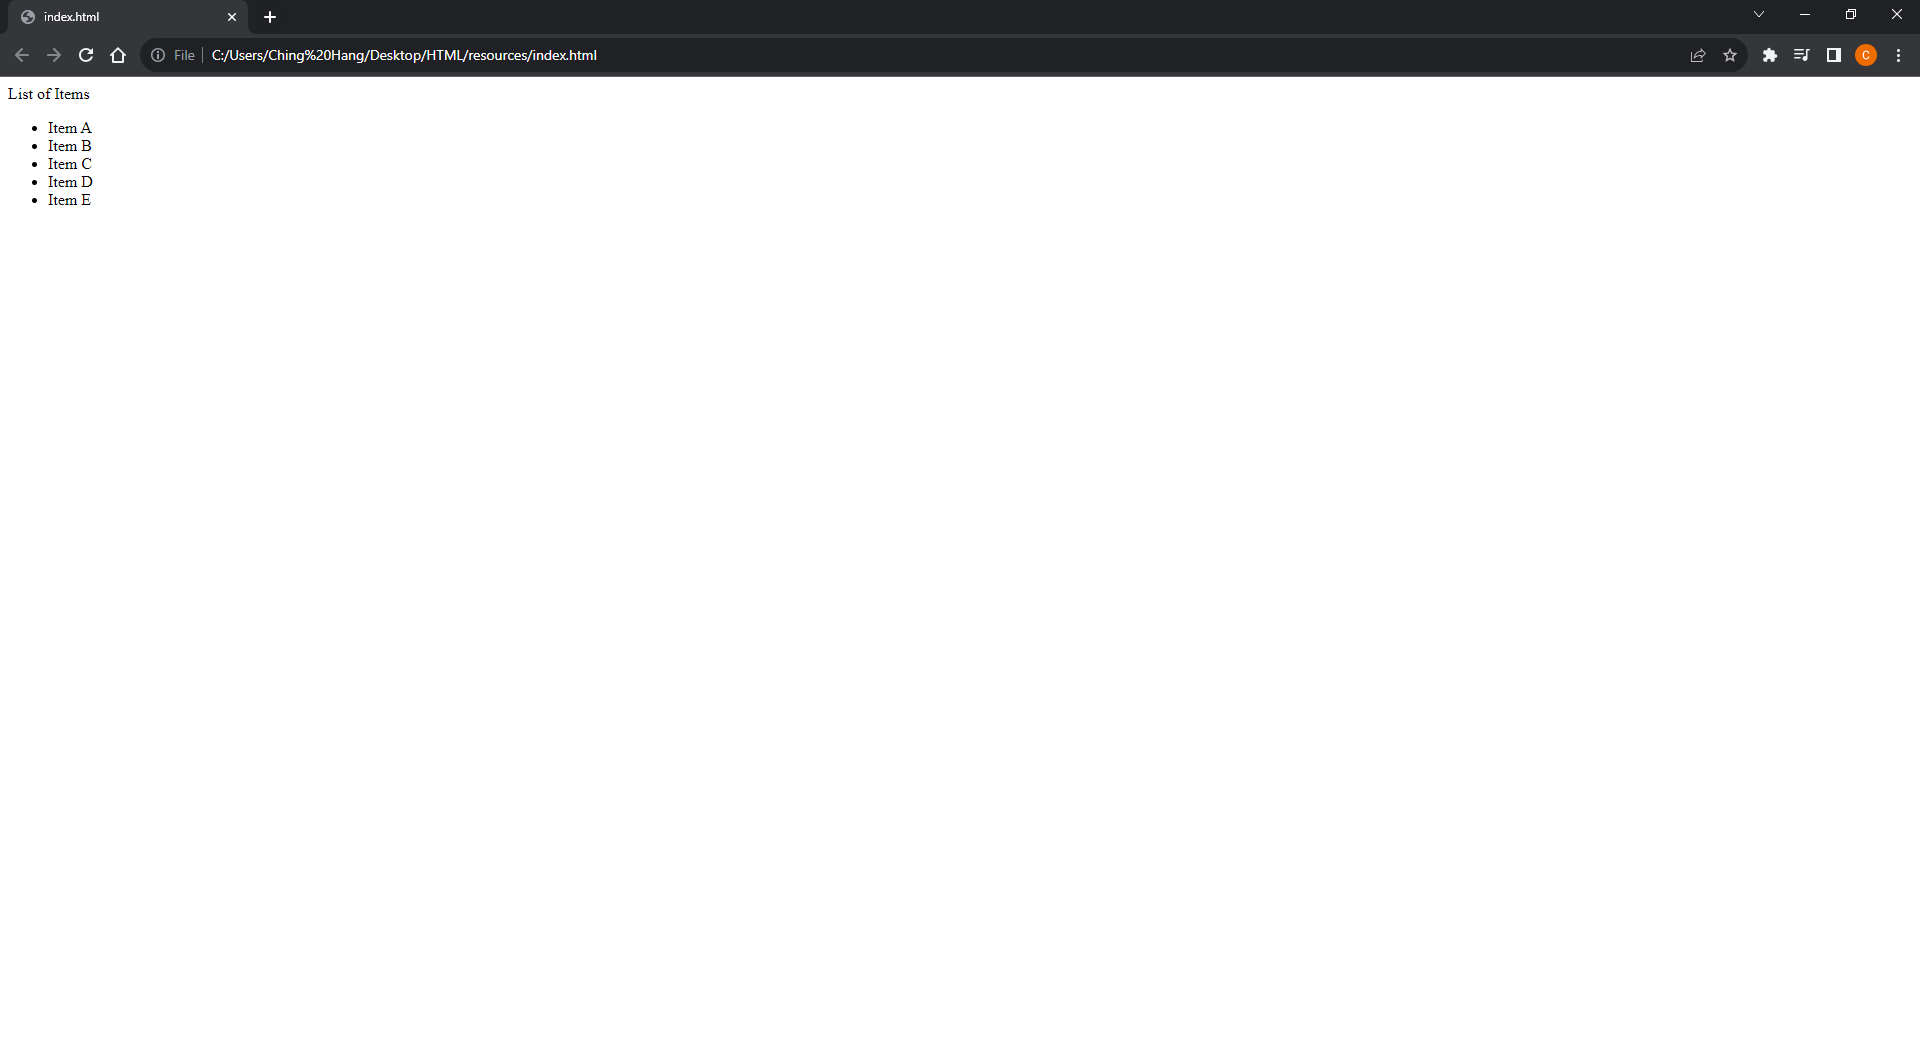 index.html
File C:/Users/Ching%20Hang/Desktop/HTML/resources/index.html
C
List of Items
Item A
Item B
Item C
Item D
Item E